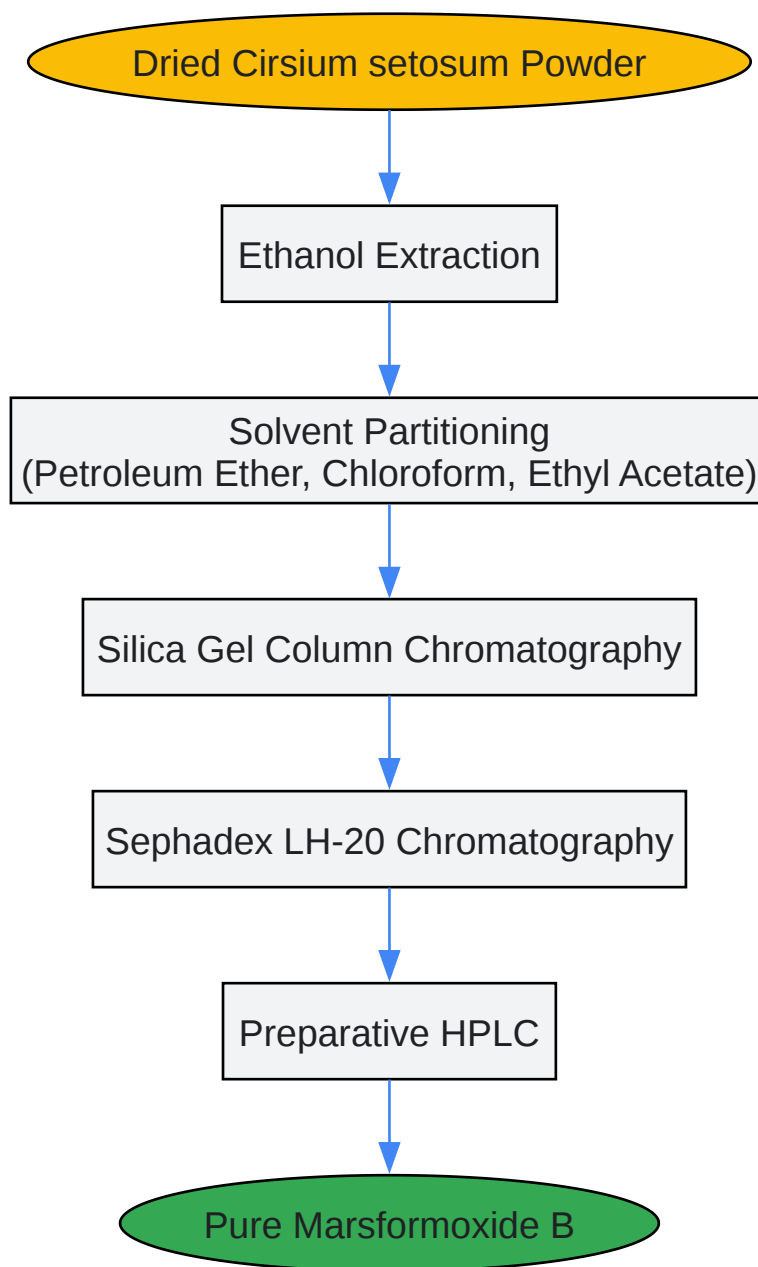 Dried Cirsium setosum Powder
Ethanol Extraction
Solvent Partitioning
(Petroleum Ether, Chloroform, Ethyl Acetate)
Silica Gel Column Chromatography
Sephadex LH-20 Chromatography
Preparative HPLC
Pure Marsformoxide B